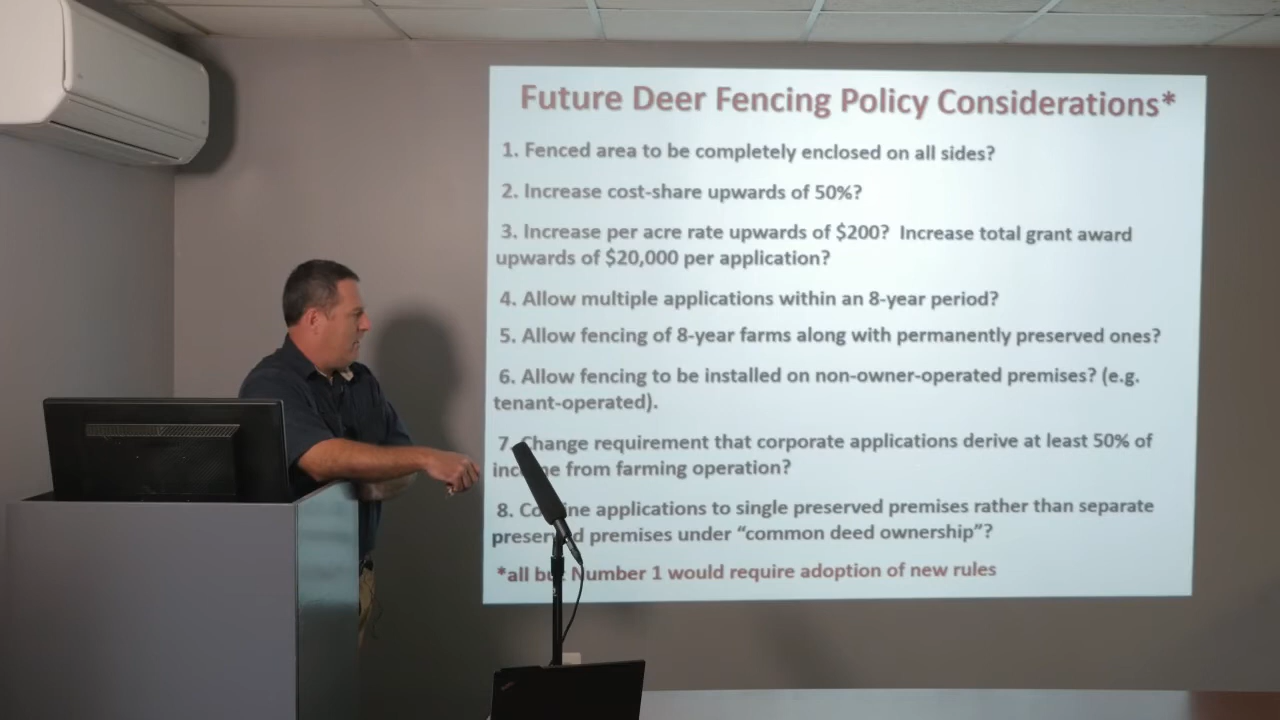 Future Deer Fencing Policy Considerations*
1. Fenced area to be completely enclosed on all sides?
2. Increase cost-share upwards of 50%?
3. Increase per acre rate upwards of $200? Increase total grant award
upwards of $20,000 per application?
4. Allow multiple applications within an 8-year period?
5. Allow fencing of 8-year farms along with permanently preserved ones?
6. Allow fencing to be installed on non-owner-operated premises? (e.g.
tenant-operated).
7. Change requirement that corporate applications derive at least 50% of
income from farming operation?
8. Combine applications to single preserved premises rather than separate
preserved premises under “common deed ownership”?
*all but Number 1 would require adoption of new rules